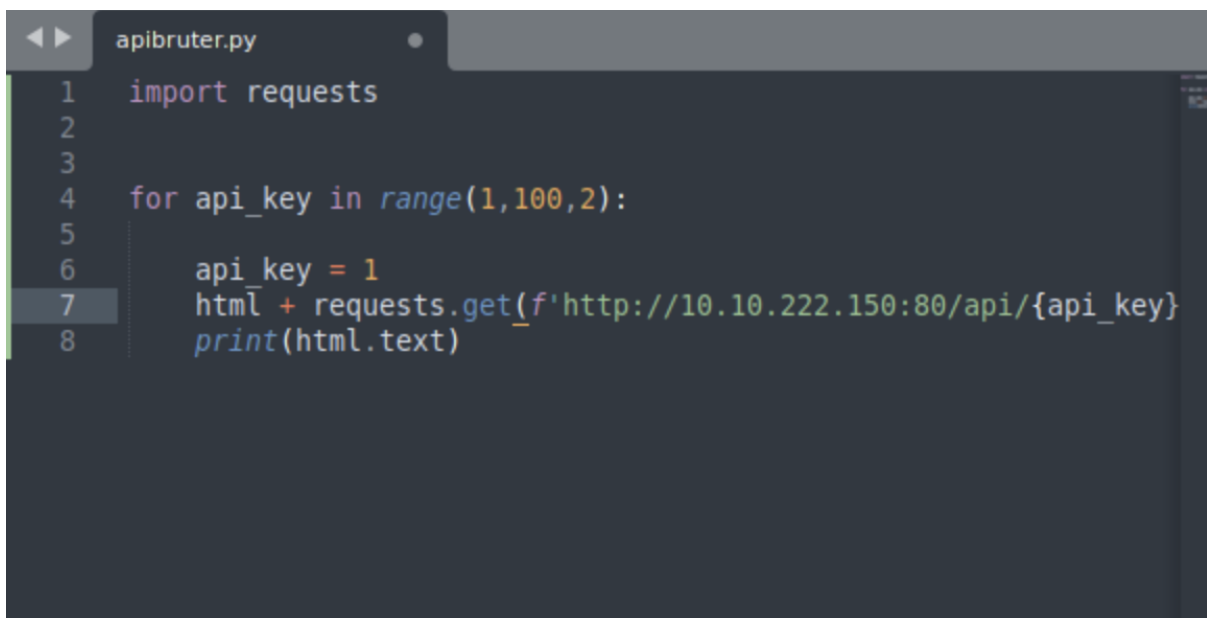 apibruter.py
1 import requests
2
3
4 for api_key in range(1,100,2):
5
6     api_key = 1
7     html + requests.get(f'http://10.10.222.150:80/api/{api_key}
8     print(html.text)